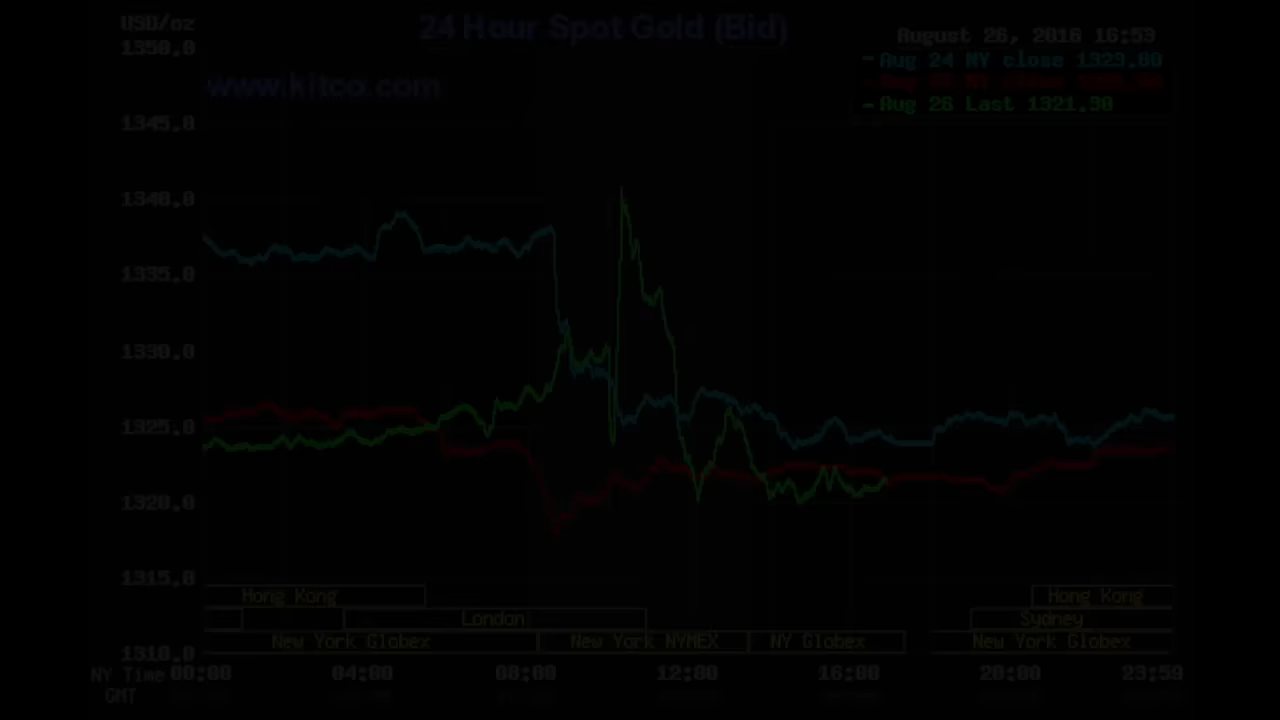 USD/oz
24 Hour Spot Gold (Bid)
August 26, 2016 16:53
1350.0
Aug 24 NY close 1323.80
www.kitco.com
NY close
Aug 26 Last 1321.30
1345.0
1340.0
1335.0
1330.0
1325.0
1320.0
1315.0
Hong Kong
Hong Kong
London
Sydney
New York Globex
New York NYMEX
NY Globex
New York Globex
1310.0
NY Time 00:00 04:00 08:00 12:00 16:00 20:00 23:59
GMT